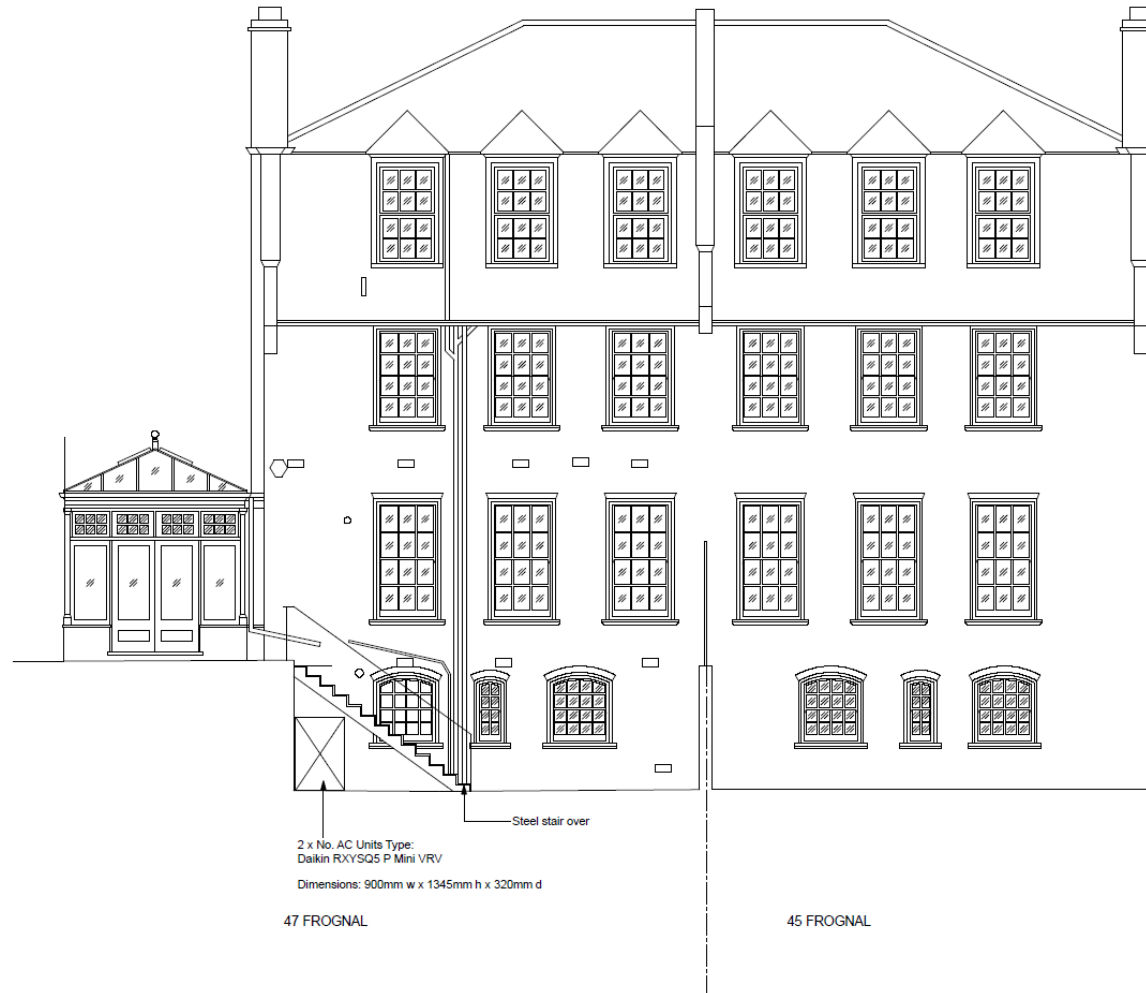 Steel stair over
2 x No. AC Units Type:
Daikin RXYSQ5 P Mini VRV
Dimensions: 900mm w x 1345mm h x 320mm d
47 FROGNAL
45 FROGNAL